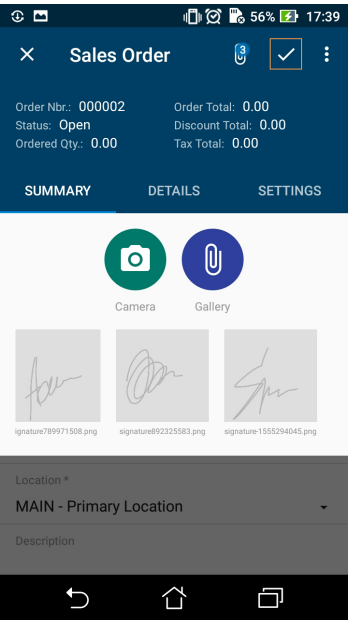 56% 17:39
Sales Order 3
Order Nbr.: 000002 Order Total: 0.00
Status: Open Discount Total: 0.00
Ordered Qty.: 0.00 Tax Total: 0.00
SUMMARY DETAILS SETTINGS
Camera Gallery
ignature789971508.png signature892325583.png signature-1555294045.png
Location *
MAIN - Primary Location
Description